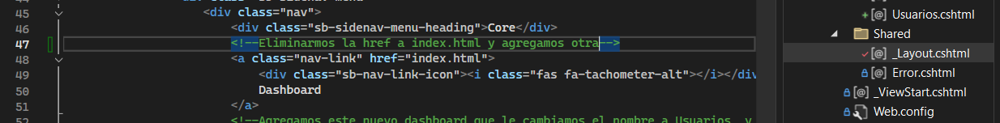 45 <div class="nav">
46 <div class="sb-sidenav-menu-heading">Core</div>
47 <!--Eliminarmos la href a index.html y agregamos otra-->
48 <a class="nav-link" href="index.html">
49 <div class="sb-nav-link-icon"><i class="fas fa-tachometer-alt"></i></div
50 Dashboard
51 </a>
52 <!--Agregamos este nuevo dashboard que le cambiamos el nombre a Usuarios y
Usuarios.cshtml
Shared
_Layout.cshtml
Error.cshtml
_ViewStart.cshtml
Web.config